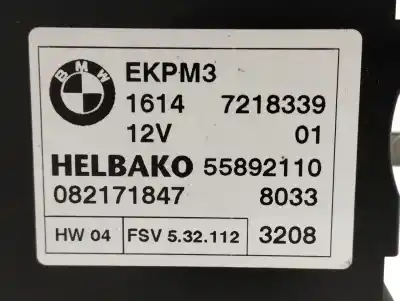 BMW
EKPM3
1614 7218339
12V 01
HELBAKO 55892110
082171847 8033
HW 04 FSV 5.32.112 3208